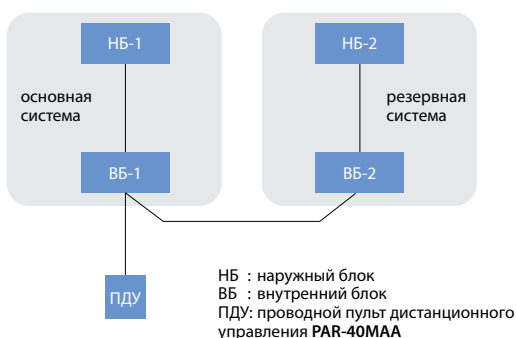 НБ-1
НБ-2
основная
система
резервная
система
ВБ-1
ВБ-2
ПДУ
НБ : наружный блок
ВБ : внутренний блок
ПДУ: проводной пульт дистанционного
управления PAR-40MAA